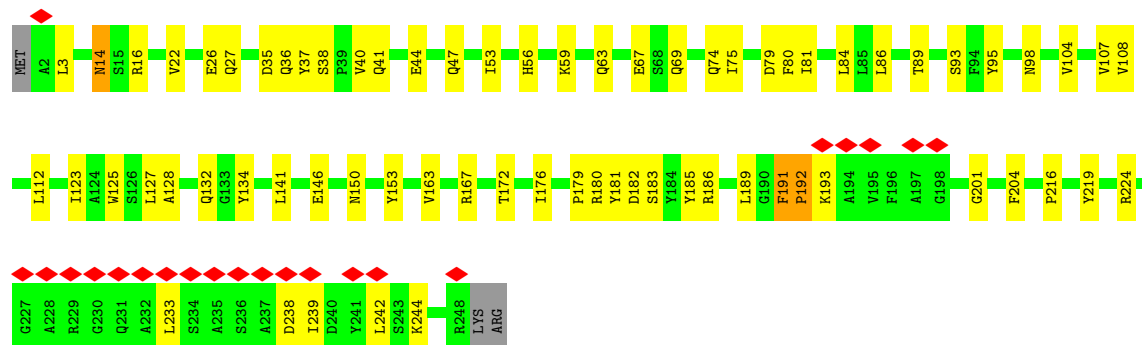 MET A2 L3 N14 S15 R16 V22 E26 Q27 D35 Q36 Y37 S38 P39 V40 Q41 E44 Q47 I53 H56 K59 Q63 E67 S68 Q69 Q74 I75 D79 F80 I81 L84 L85 L86 T89 S93 F94 Y95 N98 V104 V107 V108
L112 I123 A124 W125 S126 L127 A128 Q132 G133 Y134 L141 E146 N150 Y153 V163 R167 T172 I176 P179 R180 Y181 D182 S183 Y184 Y185 R186 L189 G190 F191 P192 K193 A194 V195 F196 A197 G198 G201 F204 P216 Y219 R224
G227 A228 R229 G230 Q231 A232 L233 S234 A235 S236 A237 D238 I239 D240 Y241 L242 S243 K244 R248 LYS ARG